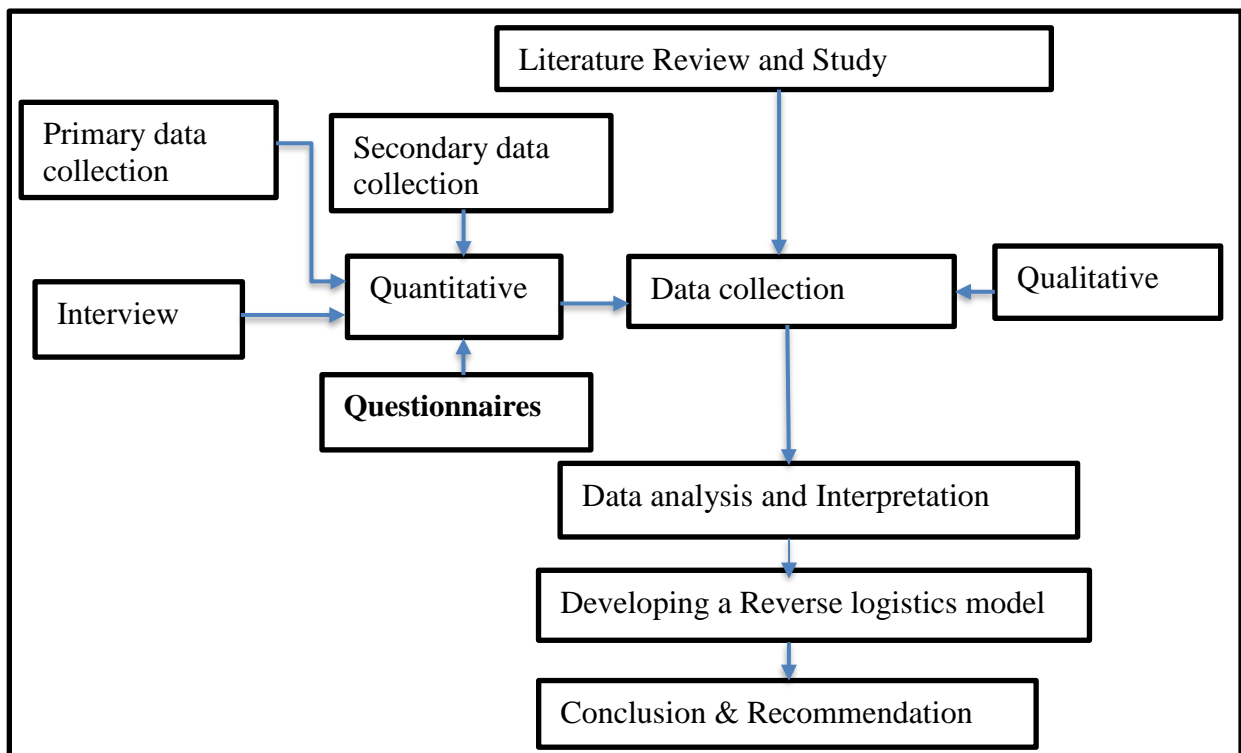 Literature Review and Study
Primary data
collection
Secondary data
collection
Quantitative
Data collection
Qualitative
Interview
Questionnaires
Data analysis and Interpretation
Developing a Reverse logistics model
Conclusion & Recommendation